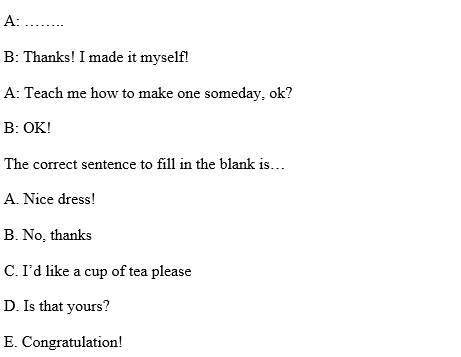 A: ……..
B: Thanks! I made it myself!
A: Teach me how to make one someday, ok?
B: OK!
The correct sentence to fill in the blank is…
A. Nice dress!
B. No, thanks
C. I’d like a cup of tea please
D. Is that yours?
E. Congratulation!